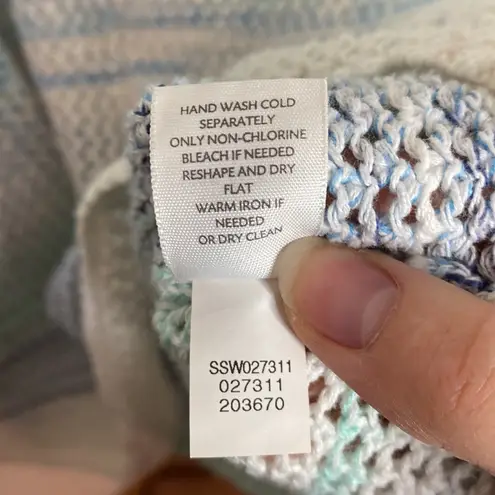 HAND WASH COLD
SEPARATELY
ONLY NON-CHLORINE
BLEACH IF NEEDED
RESHAPE AND DRY
FLAT
WARM IRON IF
NEEDED
OR DRY CLEAN
SSW027311
027311
203670